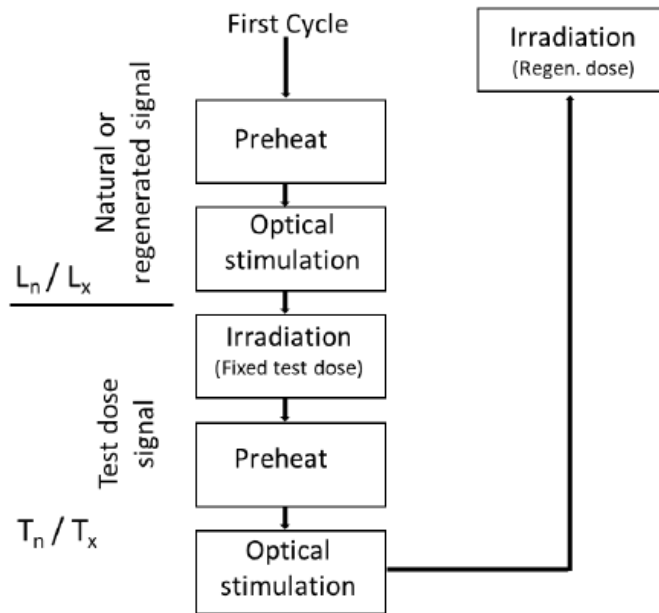 First Cycle
Irradiation
(Regen. dose)
Preheat
Natural or
regenerated signal
Optical
stimulation
Ln / Lx
Irradiation
(Fixed test dose)
Test dose
signal
Preheat
Tn / Tx
Optical
stimulation